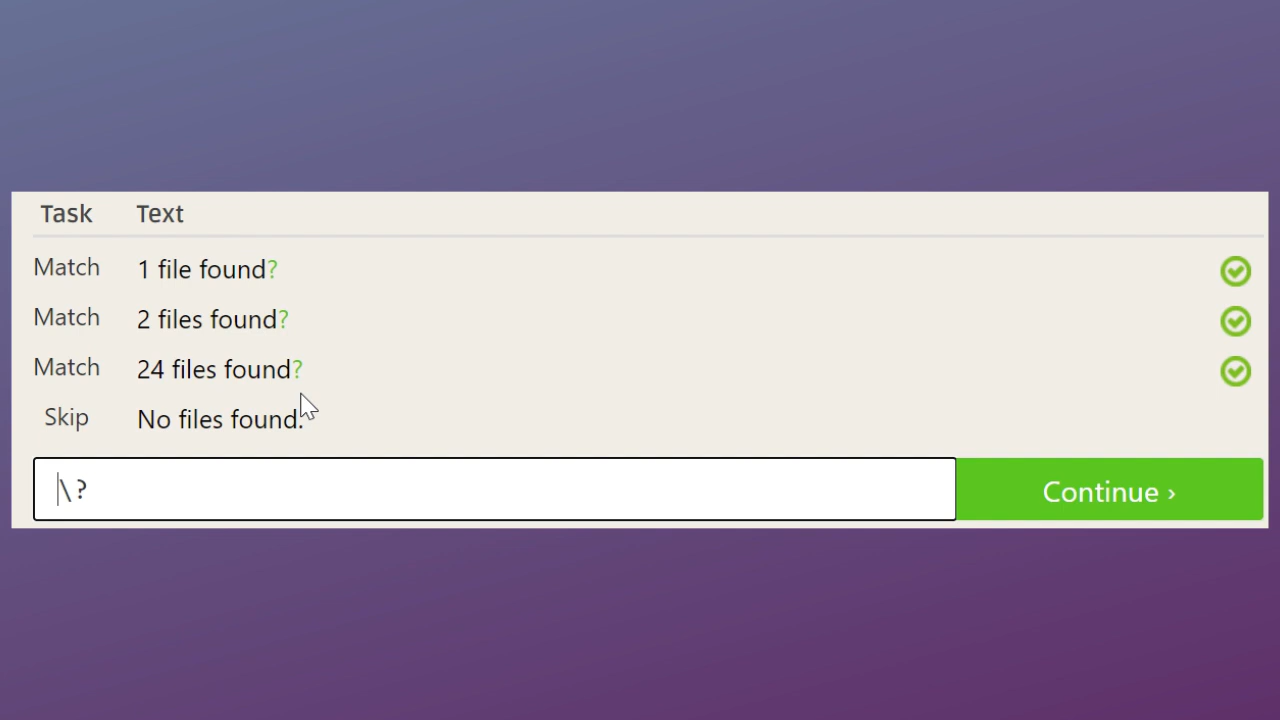 Task Text
Match 1 file found?
Match 2 files found?
Match 24 files found?
Skip No files found.
\?
Continue ›